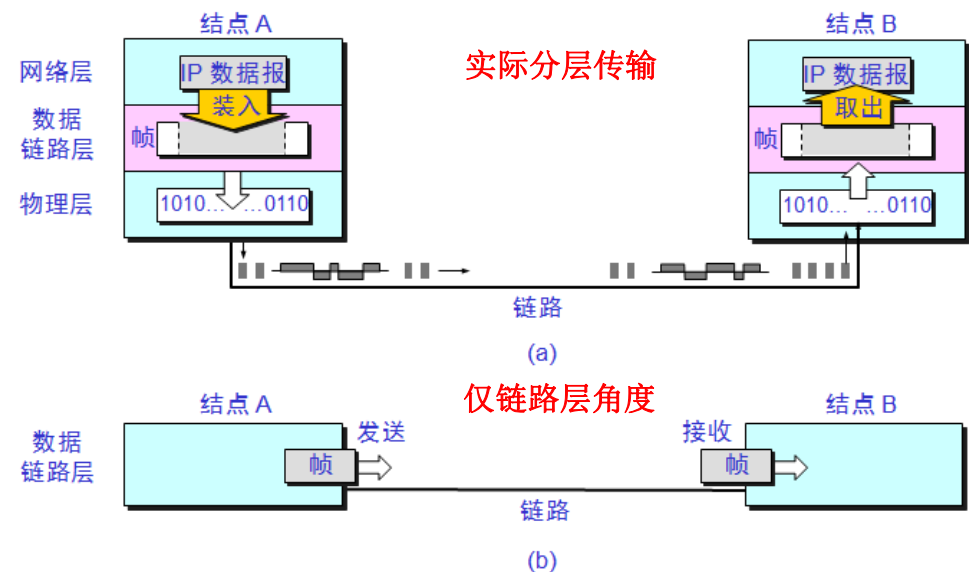 结点 A
结点 B
实际分层传输
网络层
IP 数据报
IP 数据报
装入
取出
数据
链路层
帧
帧
物理层
1010… …0110
1010… …0110
链路
(a)
仅链路层角度
结点 A
结点 B
数据
链路层
发送
接收
帧
帧
链路
(b)